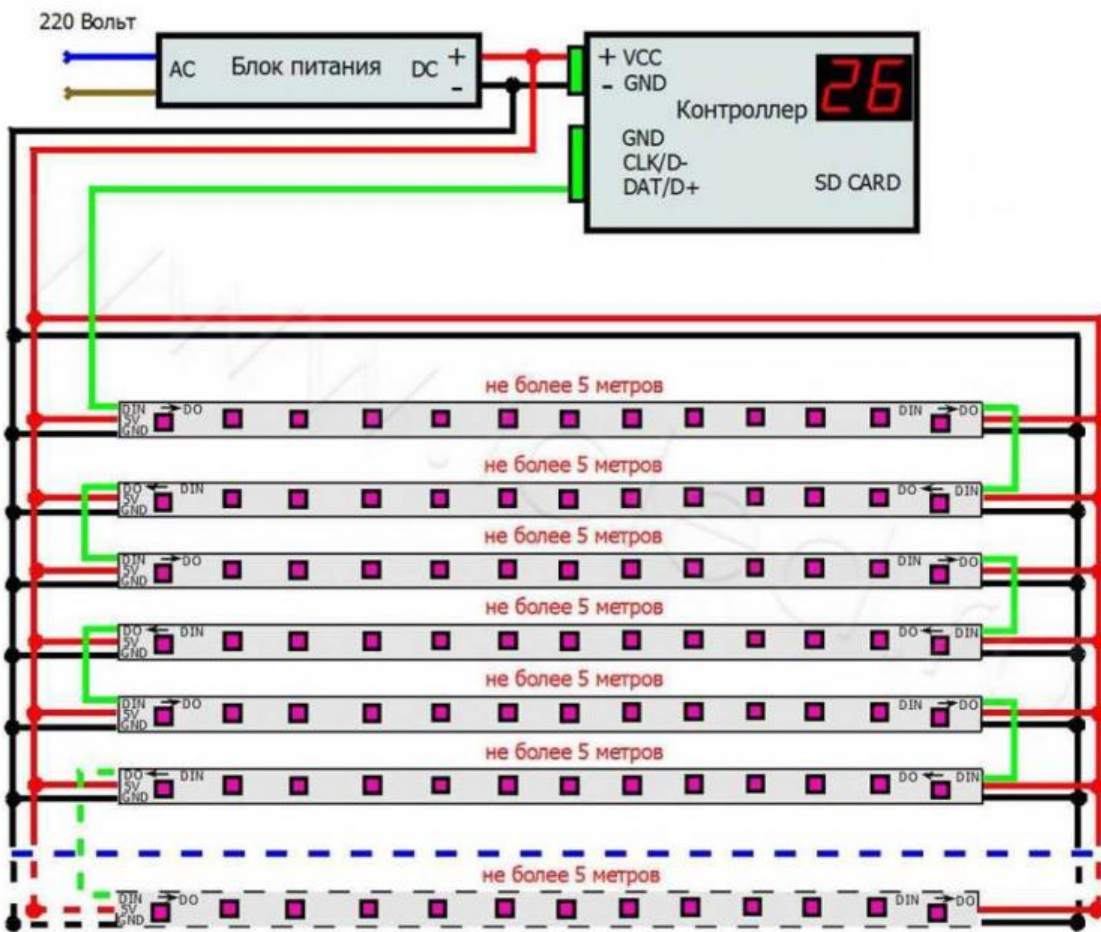 220 Вольт
AC Блок питания DC + -
+ VCC
- GND
26
Контроллер
GND
CLK/D-
DAT/D+
SD CARD
не более 5 метров
DIN →DO DIN →DO
5V
GND
не более 5 метров
DO← DIN DO← DIN
5V
GND
не более 5 метров
DIN →DO DIN →DO
5V
GND
не более 5 метров
DO← DIN DO← DIN
5V
GND
не более 5 метров
DIN →DO DIN →DO
5V
GND
не более 5 метров
DO← DIN DO← DIN
5V
GND
не более 5 метров
DIN →DO DIN →DO
5V
GND